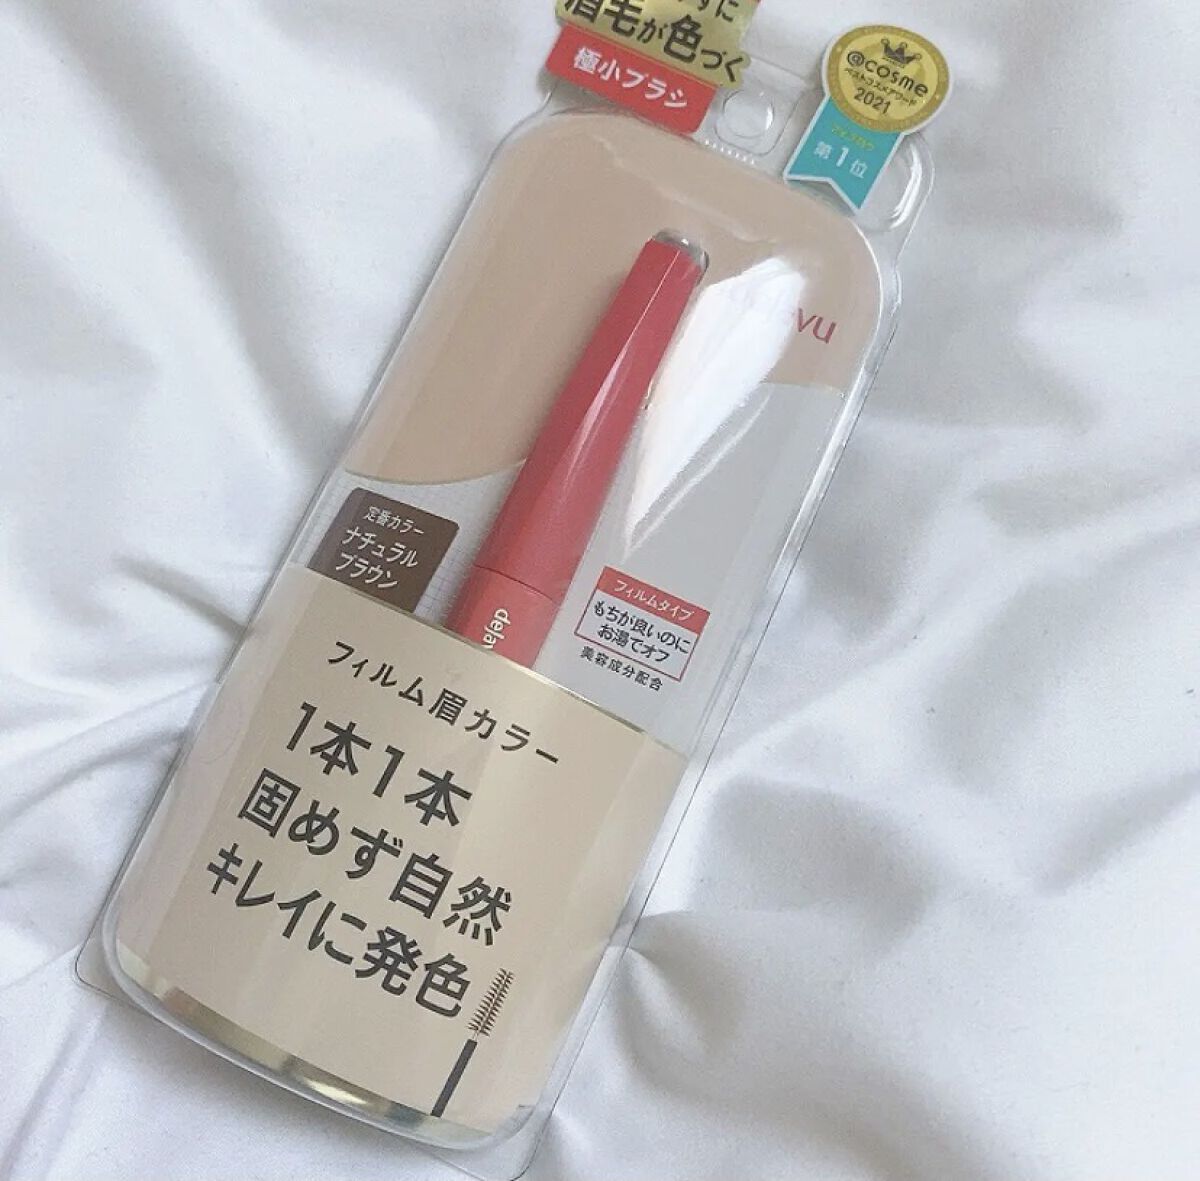 眉毛が色づく
極小ブラシ
@cosme
ベストコスメアワード
2021
第1位
vu
定番カラー
ナチュラル
ブラウン
dejav
フィルムタイプ
もちが良いのに
お湯でオフ
美容成分配合
フィルム眉カラー
1本1本
固めず自然
キレイに発色